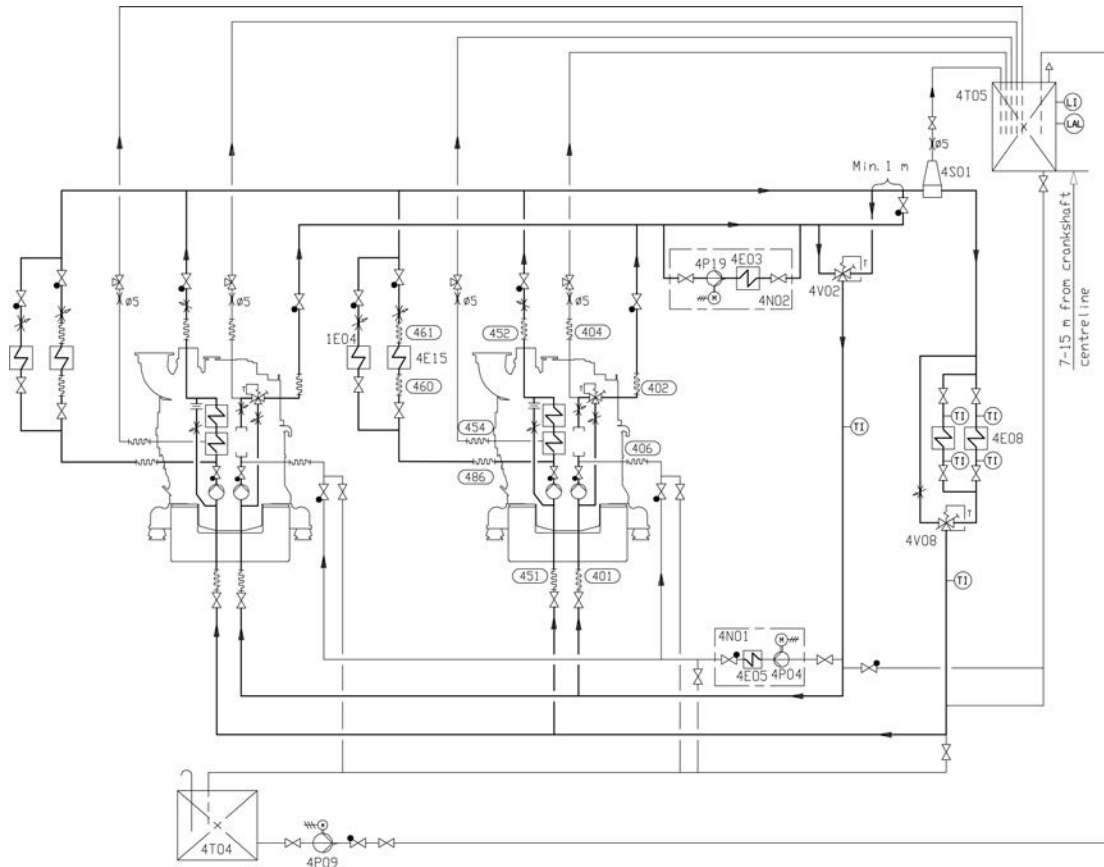 4T05
LI
LAL
ø5
4S01
Min. 1 m
7-15 m from crankshaft
centreline
4P19
4E03
M
4N02
T
4V02
ø5
ø5
ø5
ø5
1E04
461
4E15
460
452
404
402
T
T
454
406
486
TI
TI
TI
4E08
TI
TI
T
4V08
TI
451
401
4N01
M
4E05
4P04
4T04
M
4P09